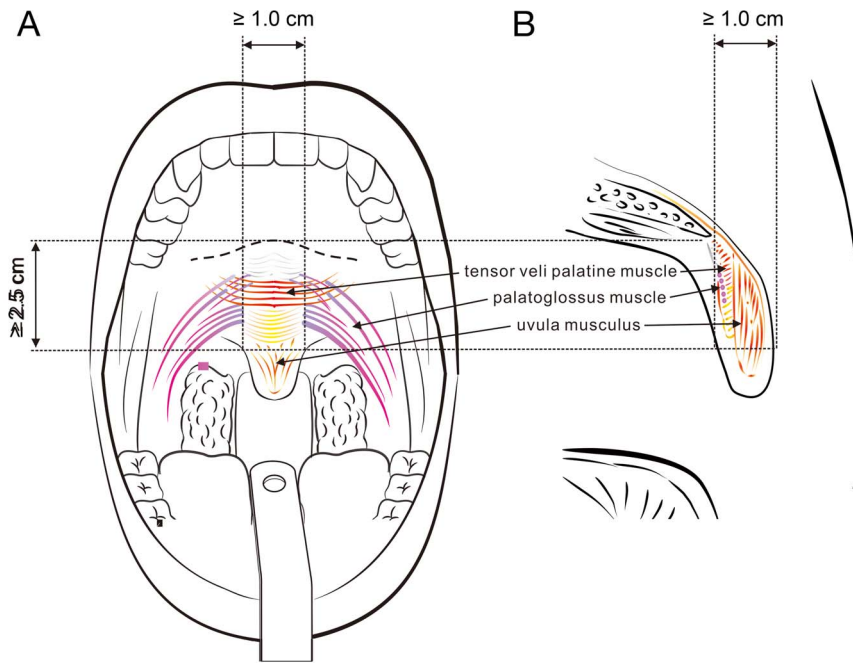 A
≥ 1.0 cm
B
≥ 1.0 cm
≥ 2.5 cm
tensor veli palatine muscle
palatoglossus muscle
uvula musculus